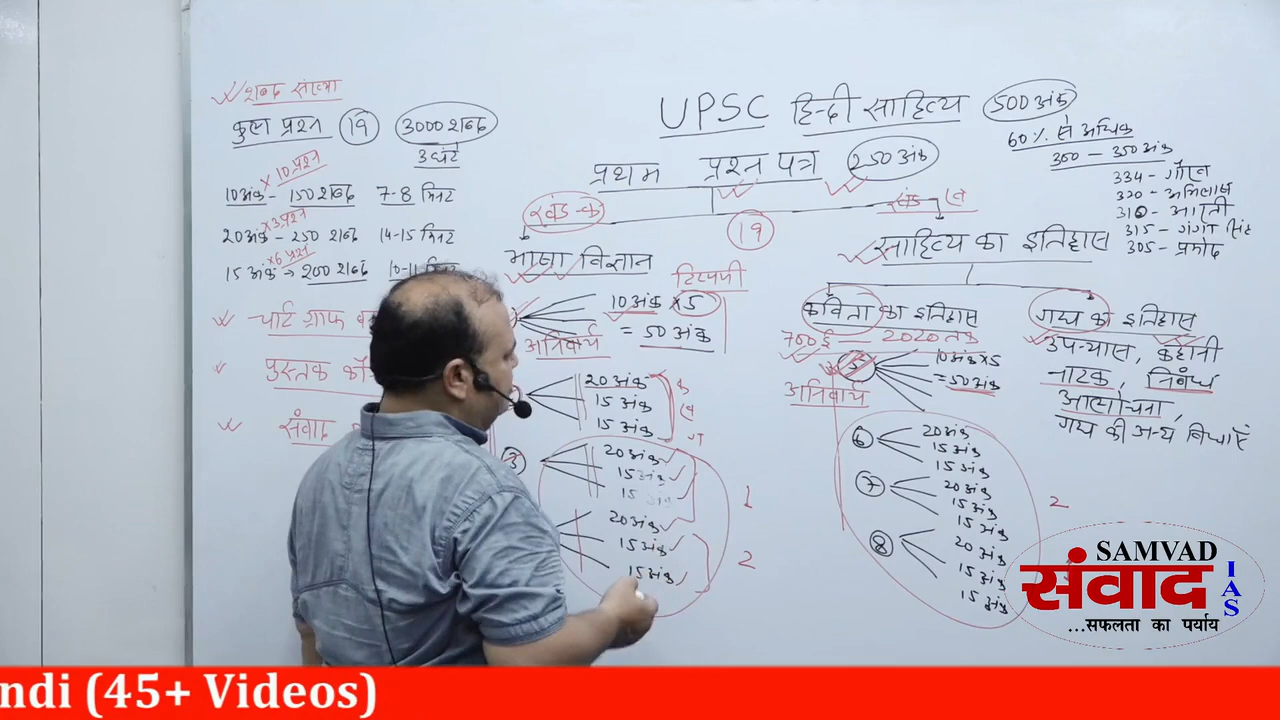 शब्द संख्या
कुल प्रश्न 19 3000 शब्द
3 घंटे
× 10 प्रश्न
10 अंक - 150 शब्द 7-8 मिनट
× 3 प्रश्न
20 अंक - 250 शब्द 14-15 मिनट
× 6 प्रश्न
15 अंक → 200 शब्द 10-11 मिनट
चार्ट ग्राफ
पुस्तक
संवाद
UPSC हिन्दी साहित्य 500 अंक
60% से अधिक
300 - 350 अंक
334 - गौरव
320 - अभिलाष
310 - आरती
315 -
305 - प्रमोद
प्रथम प्रश्न पत्र 250 अंक
खंड-क
19
खंड ख
भाषा विज्ञान
टिप्पणी
10 अंक × 5
= 50 अंक
अनिवार्य
20 अंक
15 अंक
15 अंक
क
ख
ग
3
20 अंक
15 अंक
15 अंक
1
20 अंक
15 अंक
15 अंक
2
साहित्य का इतिहास
कविता का इतिहास
700 ई. - 2020 तक
5
10 अंक × 5
= 50 अंक
अनिवार्य
6
20 अंक
15 अंक
15 अंक
7
20 अंक
15 अंक
15 अंक
8
20 अंक
15 अंक
15 अंक
2
गद्य का इतिहास
उपन्यास, कहानी
नाटक, निबंध
आलोचना,
गद्य की अन्य विधाएं
SAMVAD
संवाद
IAS
...सफलता का पर्याय
ndi (45+ Videos)